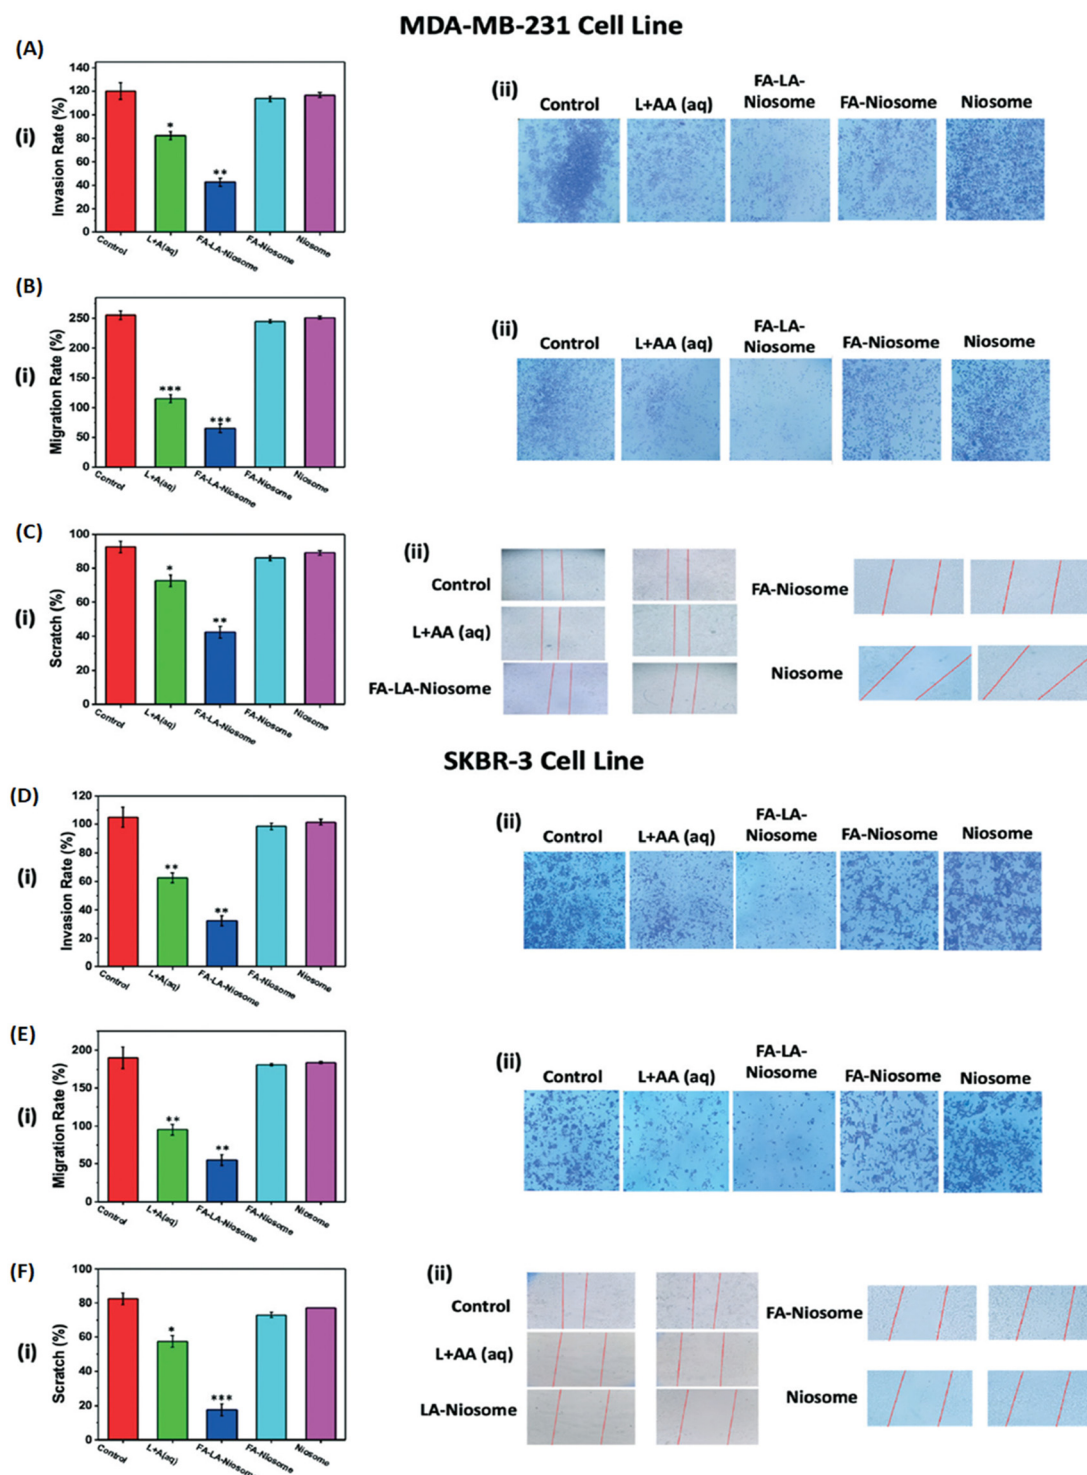 MDA-MB-231 Cell Line
(A)
(i)
Invasion Rate (%)
140
120
100
80
60
40
20
0
*
**
Control
L+A(aq)
FA-LA-Niosome
FA-Niosome
Niosome
(ii)
Control
L+AA (aq)
FA-LA-
Niosome
FA-Niosome
Niosome
(B)
(i)
Migration Rate (%)
250
200
150
100
50
0
***
***
Control
L+A(aq)
FA-LA-Niosome
FA-Niosome
Niosome
(ii)
Control
L+AA (aq)
FA-LA-
Niosome
FA-Niosome
Niosome
(C)
(i)
Scratch (%)
100
80
60
40
20
0
*
**
Control
L+A(aq)
FA-LA-Niosome
FA-Niosome
Niosome
(ii)
Control
L+AA (aq)
FA-LA-Niosome
FA-Niosome
Niosome
SKBR-3 Cell Line
(D)
(i)
Invasion Rate (%)
120
100
80
60
40
20
0
**
**
Control
L+A(aq)
FA-LA-Niosome
FA-Niosome
Niosome
(ii)
Control
L+AA (aq)
FA-LA-
Niosome
FA-Niosome
Niosome
(E)
(i)
Migration Rate (%)
200
150
100
50
0
**
**
Control
L+A(aq)
FA-LA-Niosome
FA-Niosome
Niosome
(ii)
Control
L+AA (aq)
FA-LA-
Niosome
FA-Niosome
Niosome
(F)
(i)
Scratch (%)
100
80
60
40
20
0
*
***
Control
L+A(aq)
FA-LA-Niosome
FA-Niosome
Niosome
(ii)
Control
L+AA (aq)
LA-Niosome
FA-Niosome
Niosome